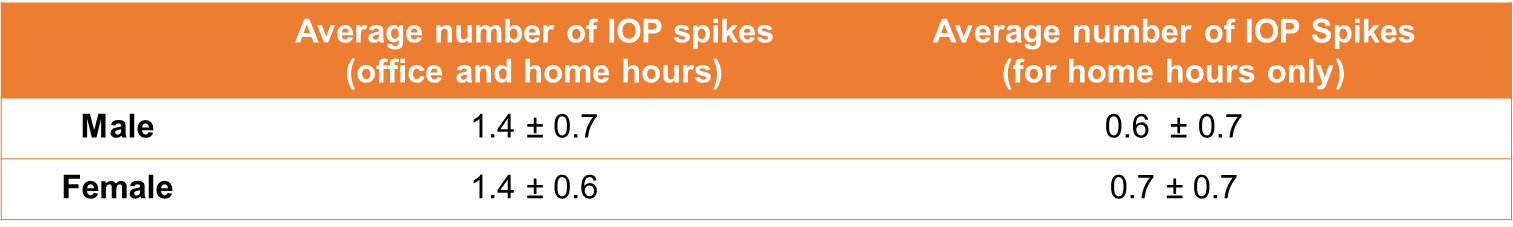 Average number of IOP spikes Average number of IOP Spikes
(office and home hours) (for home hours only)
Male 1.4 ± 0.7 0.6 ± 0.7
Female 1.4 ± 0.6 0.7 ± 0.7